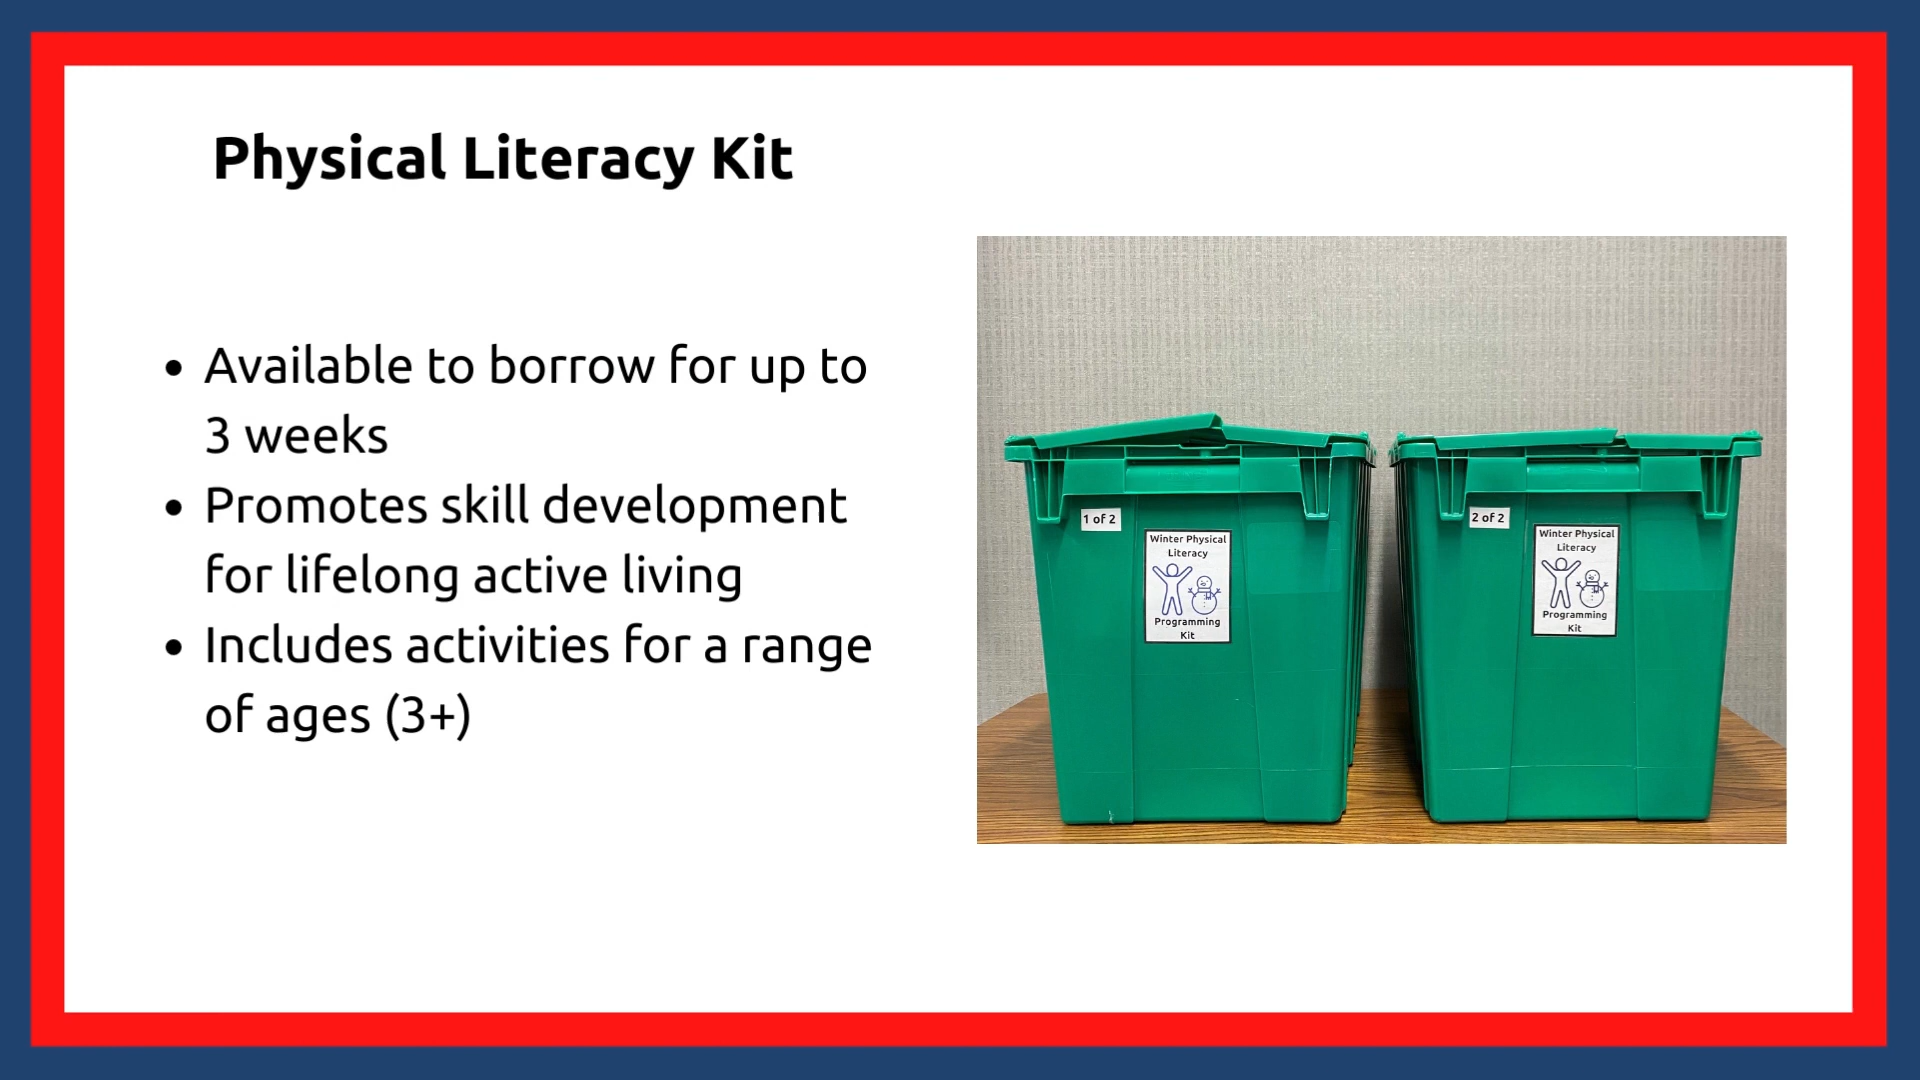 Physical Literacy Kit
• Available to borrow for up to
3 weeks
• Promotes skill development
for lifelong active living
• Includes activities for a range
of ages (3+)
1 of 2
Winter Physical
Literacy
Programming
Kit
2 of 2
Winter Physical
Literacy
Programming
Kit